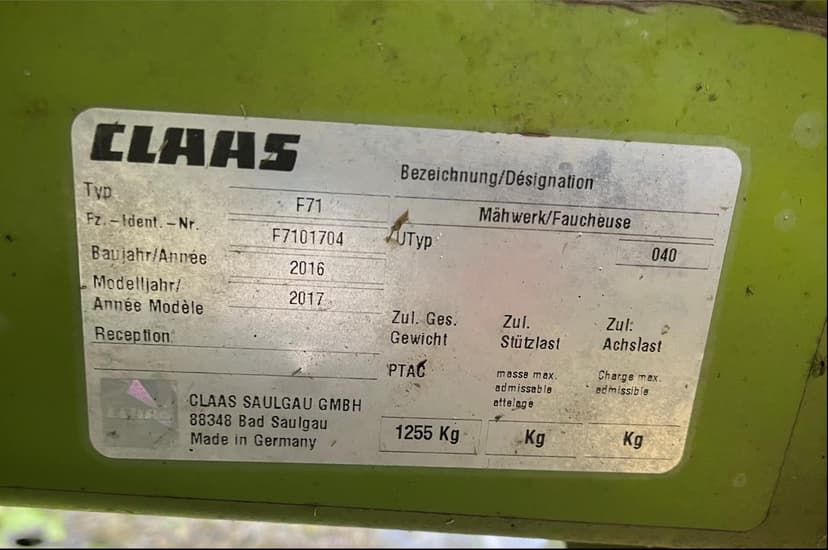 CLAAS
Bezeichnung/Désignation
Typ F71 Mähwerk/Faucheuse
Fz.-Ident.-Nr. F7101704 UTyp 040
Baujahr/Année 2016
Modelljahr/
Année Modèle 2017
Zul. Ges. Zul. Zul.
Gewicht Stützlast Achslast
Reception
PTAC masse max. Charge max.
admissable admissible
attelage
CLAAS
CLAAS SAULGAU GMBH
88348 Bad Saulgau
Made in Germany
1255 Kg Kg Kg